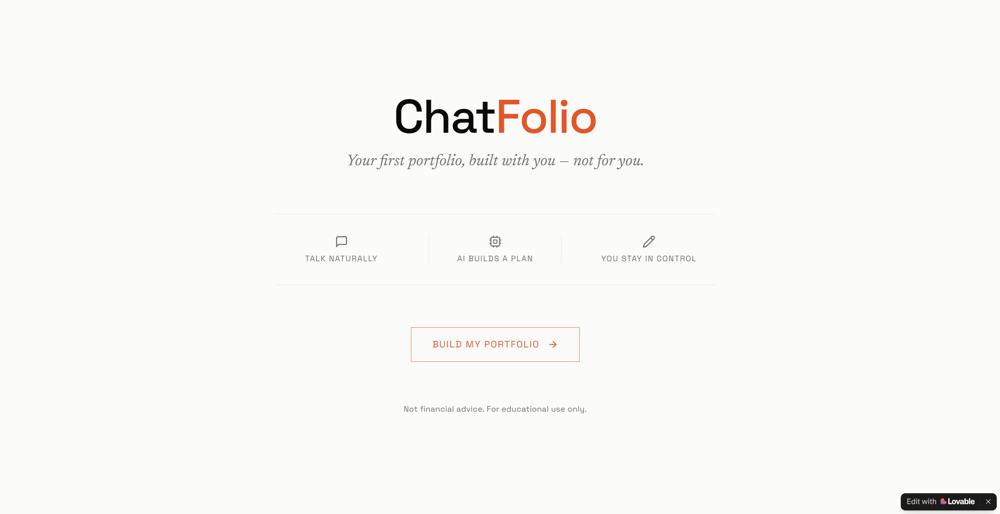 ChatFolio
Your first portfolio, built with you – not for you.
TALK NATURALLY
AI BUILDS A PLAN
YOU STAY IN CONTROL
BUILD MY PORTFOLIO →
Not financial advice. For educational use only.
Edit with Lovable